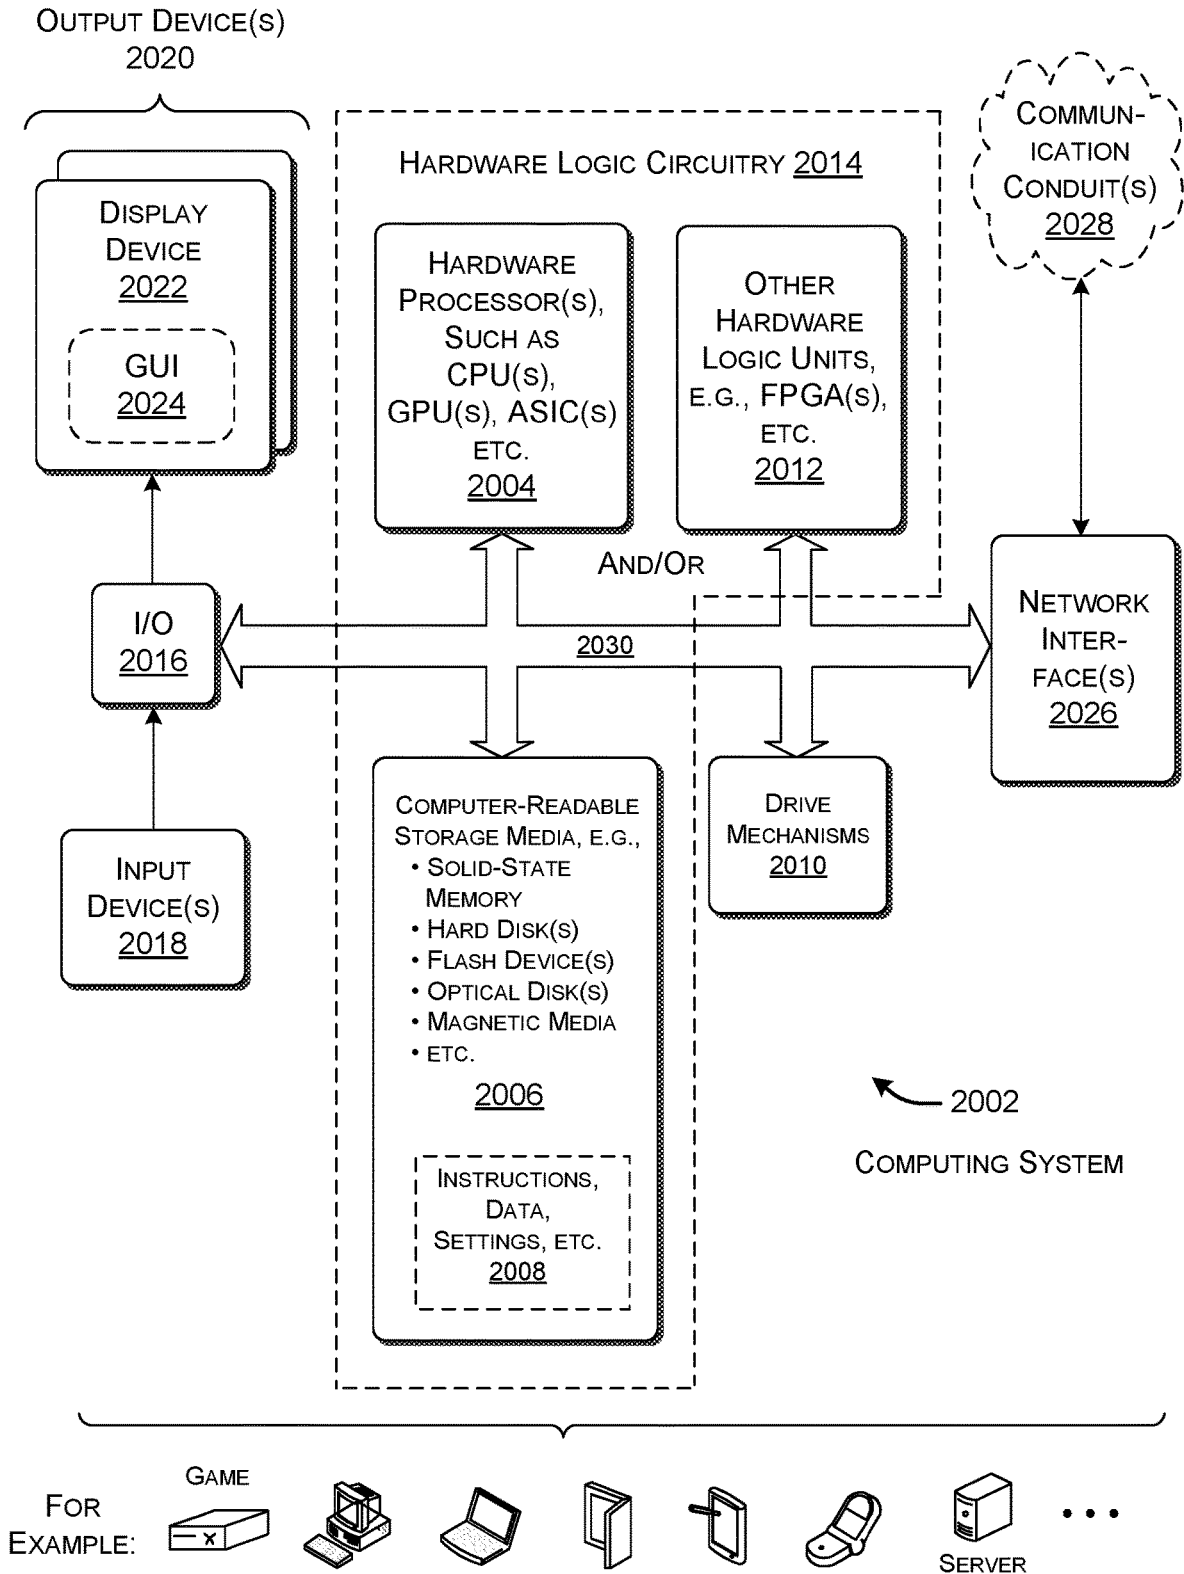 OUTPUT DEVICE(S)
2020
DISPLAY
DEVICE
2022
GUI
2024
HARDWARE LOGIC CIRCUITRY 2014
HARDWARE
PROCESSOR(S),
SUCH AS
CPU(S),
GPU(S), ASIC(S)
ETC.
2004
OTHER
HARDWARE
LOGIC UNITS,
E.G., FPGA(S),
ETC.
2012
COMMUN-
ICATION
CONDUIT(S)
2028
AND/OR
I/O
2016
2030
NETWORK
INTER-
FACE(S)
2026
INPUT
DEVICE(S)
2018
COMPUTER-READABLE
STORAGE MEDIA, E.G.,
• SOLID-STATE
MEMORY
• HARD DISK(S)
• FLASH DEVICE(S)
• OPTICAL DISK(S)
• MAGNETIC MEDIA
• ETC.
2006
INSTRUCTIONS,
DATA,
SETTINGS, ETC.
2008
DRIVE
MECHANISMS
2010
2002
COMPUTING SYSTEM
FOR
EXAMPLE:
GAME
X
SERVER
• • •